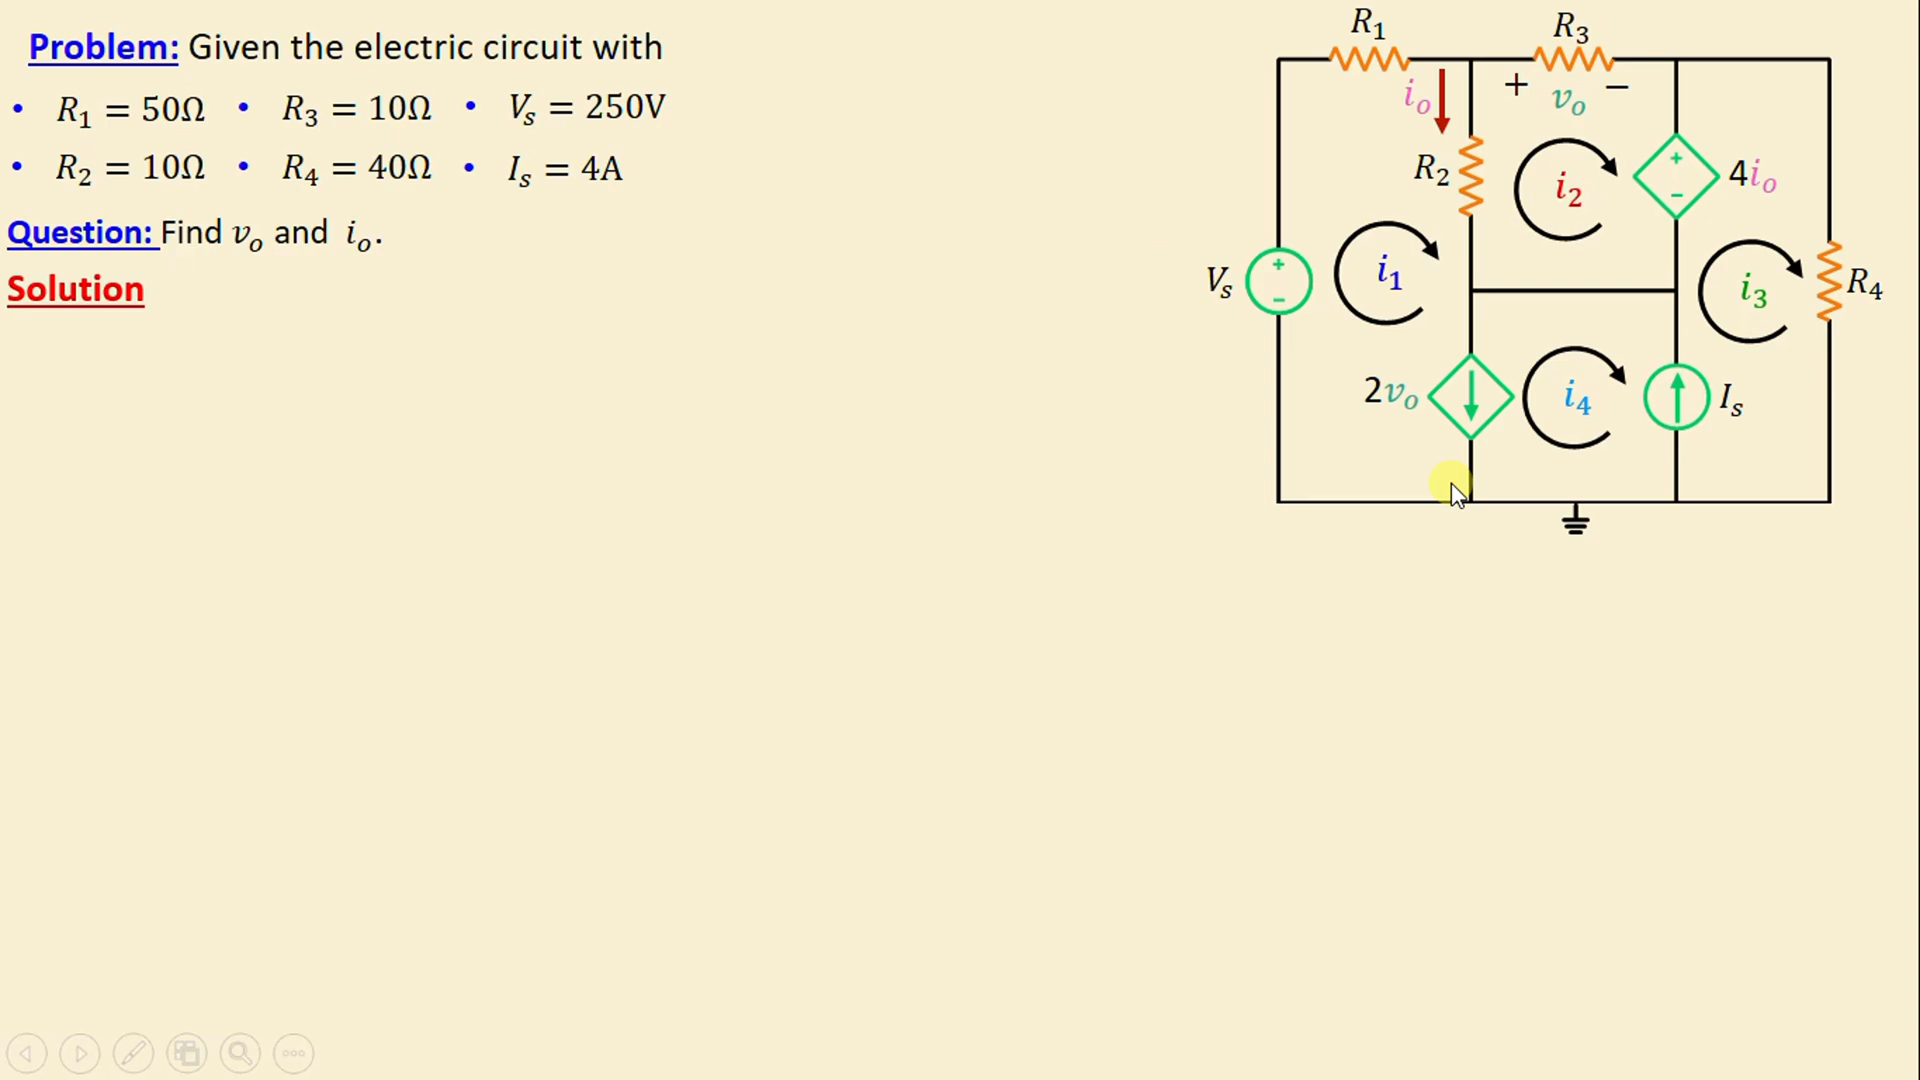 Problem: Given the electric circuit with
• R₁ = 50Ω • R₃ = 10Ω • Vₛ = 250V
• R₂ = 10Ω • R₄ = 40Ω • Iₛ = 4A
Question: Find vₒ and iₒ.
Solution
R₁
R₃
iₒ
+ vₒ −
R₂
i₂
+
−
4iₒ
Vₛ
+
−
i₁
i₃
R₄
2vₒ
i₄
Iₛ